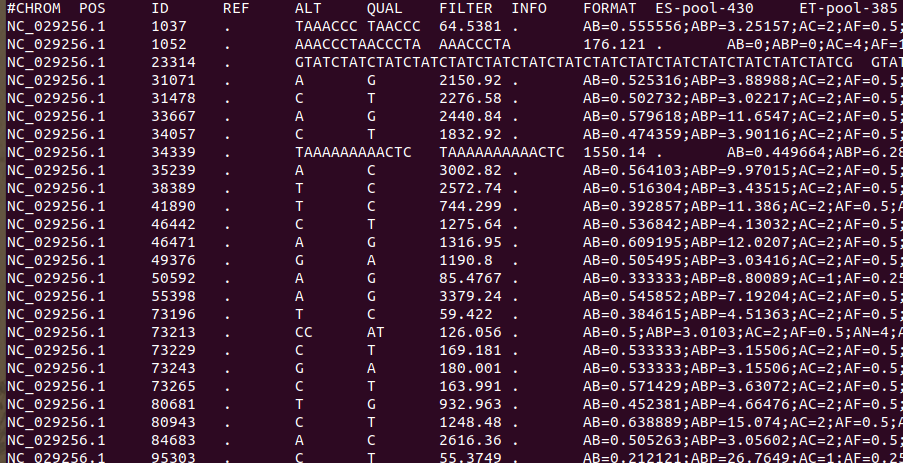 #CHROM POS ID REF ALT QUAL FILTER INFO FORMAT ES-pool-430 ET-pool-385
NC_029256.1 1037 . TAAACCC TAACCC 64.5381 . AB=0.555556;ABP=3.25157;AC=2;AF=0.5;
NC_029256.1 1052 . AAACCCTAACCCTA AAACCCTA 176.121 . AB=0;ABP=0;AC=4;AF=1
NC_029256.1 23314 . GTATCTATCTATCTATCTATCTATCTATCTATCTATCTATCTATCTATCTATCTATCTATCTATCG GTAT
NC_029256.1 31071 . A G 2150.92 . AB=0.525316;ABP=3.88988;AC=2;AF=0.5;
NC_029256.1 31478 . C T 2276.58 . AB=0.502732;ABP=3.02217;AC=2;AF=0.5;
NC_029256.1 33667 . A G 2440.84 . AB=0.579618;ABP=11.6547;AC=2;AF=0.5;
NC_029256.1 34057 . C T 1832.92 . AB=0.474359;ABP=3.90116;AC=2;AF=0.5;
NC_029256.1 34339 . TAAAAAAAAACTC TAAAAAAAAAACTC 1550.14 . AB=0.449664;ABP=6.28
NC_029256.1 35239 . A C 3002.82 . AB=0.564103;ABP=9.97015;AC=2;AF=0.5;
NC_029256.1 38389 . T C 2572.74 . AB=0.516304;ABP=3.43515;AC=2;AF=0.5;
NC_029256.1 41890 . T C 744.299 . AB=0.392857;ABP=11.386;AC=2;AF=0.5;A
NC_029256.1 46442 . C T 1275.64 . AB=0.536842;ABP=4.13032;AC=2;AF=0.5;
NC_029256.1 46471 . A G 1316.95 . AB=0.609195;ABP=12.0207;AC=2;AF=0.5;
NC_029256.1 49376 . G A 1190.8 . AB=0.505495;ABP=3.03416;AC=2;AF=0.5;
NC_029256.1 50592 . A G 85.4767 . AB=0.333333;ABP=8.80089;AC=1;AF=0.25
NC_029256.1 55398 . A G 3379.24 . AB=0.545852;ABP=7.19204;AC=2;AF=0.5;
NC_029256.1 73196 . T C 59.422 . AB=0.384615;ABP=4.51363;AC=2;AF=0.5;
NC_029256.1 73213 . CC AT 126.056 . AB=0.5;ABP=3.0103;AC=2;AF=0.5;AN=4;A
NC_029256.1 73229 . C T 169.181 . AB=0.533333;ABP=3.15506;AC=2;AF=0.5;
NC_029256.1 73243 . G A 180.001 . AB=0.533333;ABP=3.15506;AC=2;AF=0.5;
NC_029256.1 73265 . C T 163.991 . AB=0.571429;ABP=3.63072;AC=2;AF=0.5;
NC_029256.1 80681 . T G 932.963 . AB=0.452381;ABP=4.66476;AC=2;AF=0.5;
NC_029256.1 80943 . C T 1248.48 . AB=0.638889;ABP=15.074;AC=2;AF=0.5;A
NC_029256.1 84683 . A C 2616.36 . AB=0.505263;ABP=3.05602;AC=2;AF=0.5;
NC_029256.1 95303 . C T 55.3749 . AB=0.212121;ABP=26.7649;AC=1;AF=0.25